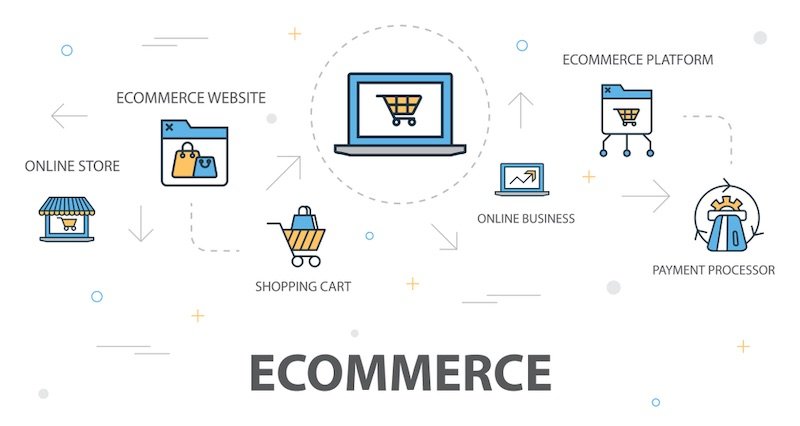 ECOMMERCE PLATFORM
ECOMMERCE WEBSITE
ONLINE STORE
ONLINE BUSINESS
PAYMENT PROCESSOR
SHOPPING CART
ECOMMERCE